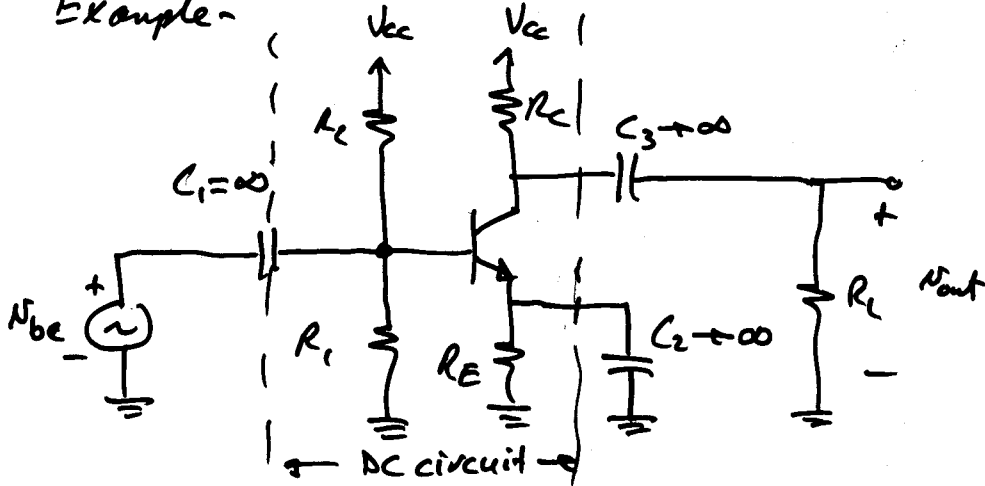 Example-
Vcc Vcc
R2 RC
C3→∞
C1=∞
+
+
Nbe
-
R1
RE
C2→∞
RL
Nout
-
← DC circuit →